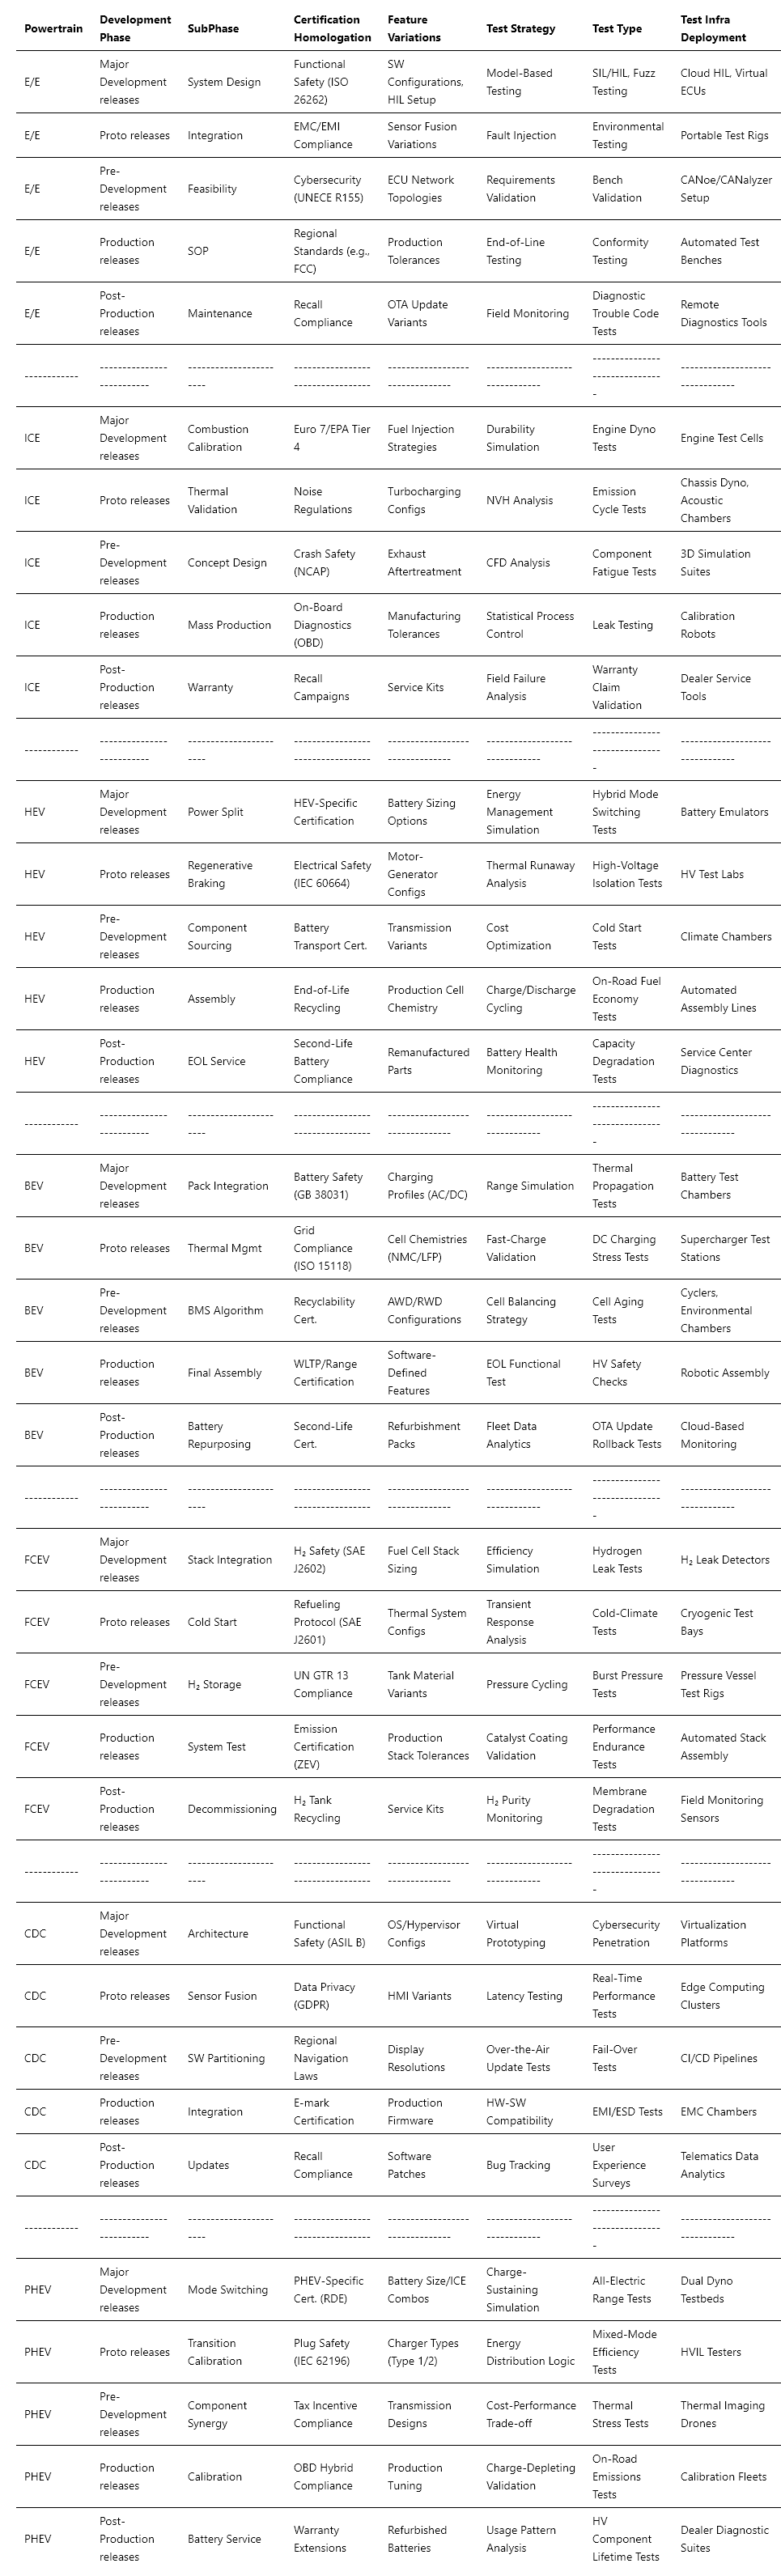 Powertrain | Development Phase | SubPhase | Certification Homologation | Feature Variations | Test Strategy | Test Type | Test Infra Deployment
E/E | Major Development releases | System Design | Functional Safety (ISO 26262) | SW Configurations, HIL Setup | Model-Based Testing | SIL/HIL, Fuzz Testing | Cloud HIL, Virtual ECUs
E/E | Proto releases | Integration | EMC/EMI Compliance | Sensor Fusion Variations | Fault Injection | Environmental Testing | Portable Test Rigs
E/E | Pre-Development releases | Feasibility | Cybersecurity (UNECE R155) | ECU Network Topologies | Requirements Validation | Bench Validation | CANoe/CANalyzer Setup
E/E | Production releases | SOP | Regional Standards (e.g., FCC) | Production Tolerances | End-of-Line Testing | Conformity Testing | Automated Test Benches
E/E | Post-Production releases | Maintenance | Recall Compliance | OTA Update Variants | Field Monitoring | Diagnostic Trouble Code Tests | Remote Diagnostics Tools
ICE | Major Development releases | Combustion Calibration | Euro 7/EPA Tier 4 | Fuel Injection Strategies | Durability Simulation | Engine Dyno Tests | Engine Test Cells
ICE | Proto releases | Thermal Validation | Noise Regulations | Turbocharging Configs | NVH Analysis | Emission Cycle Tests | Chassis Dyno, Acoustic Chambers
ICE | Pre-Development releases | Concept Design | Crash Safety (NCAP) | Exhaust Aftertreatment | CFD Analysis | Component Fatigue Tests | 3D Simulation Suites
ICE | Production releases | Mass Production | On-Board Diagnostics (OBD) | Manufacturing Tolerances | Statistical Process Control | Leak Testing | Calibration Robots
ICE | Post-Production releases | Warranty | Recall Campaigns | Service Kits | Field Failure Analysis | Warranty Claim Validation | Dealer Service Tools
HEV | Major Development releases | Power Split | HEV-Specific Certification | Battery Sizing Options | Energy Management Simulation | Hybrid Mode Switching Tests | Battery Emulators
HEV | Proto releases | Regenerative Braking | Electrical Safety (IEC 60664) | Motor-Generator Configs | Thermal Runaway Analysis | High-Voltage Isolation Tests | HV Test Labs
HEV | Pre-Development releases | Component Sourcing | Battery Transport Cert. | Transmission Variants | Cost Optimization | Cold Start Tests | Climate Chambers
HEV | Production releases | Assembly | End-of-Life Recycling | Production Cell Chemistry | Charge/Discharge Cycling | On-Road Fuel Economy Tests | Automated Assembly Lines
HEV | Post-Production releases | EOL Service | Second-Life Battery Compliance | Remanufactured Parts | Battery Health Monitoring | Capacity Degradation Tests | Service Center Diagnostics
BEV | Major Development releases | Pack Integration | Battery Safety (GB 38031) | Charging Profiles (AC/DC) | Range Simulation | Thermal Propagation Tests | Battery Test Chambers
BEV | Proto releases | Thermal Mgmt | Grid Compliance (ISO 15118) | Cell Chemistries (NMC/LFP) | Fast-Charge Validation | DC Charging Stress Tests | Supercharger Test Stations
BEV | Pre-Development releases | BMS Algorithm | Recyclability Cert. | AWD/RWD Configurations | Cell Balancing Strategy | Cell Aging Tests | Cyclers, Environmental Chambers
BEV | Production releases | Final Assembly | WLTP/Range Certification | Software-Defined Features | EOL Functional Test | HV Safety Checks | Robotic Assembly
BEV | Post-Production releases | Battery Repurposing | Second-Life Cert. | Refurbishment Packs | Fleet Data Analytics | OTA Update Rollback Tests | Cloud-Based Monitoring
FCEV | Major Development releases | Stack Integration | H₂ Safety (SAE J2602) | Fuel Cell Stack Sizing | Efficiency Simulation | Hydrogen Leak Tests | H₂ Leak Detectors
FCEV | Proto releases | Cold Start | Refueling Protocol (SAE J2601) | Thermal System Configs | Transient Response Analysis | Cold-Climate Tests | Cryogenic Test Bays
FCEV | Pre-Development releases | H₂ Storage | UN GTR 13 Compliance | Tank Material Variants | Pressure Cycling | Burst Pressure Tests | Pressure Vessel Test Rigs
FCEV | Production releases | System Test | Emission Certification (ZEV) | Production Stack Tolerances | Catalyst Coating Validation | Performance Endurance Tests | Automated Stack Assembly
FCEV | Post-Production releases | Decommissioning | H₂ Tank Recycling | Service Kits | H₂ Purity Monitoring | Membrane Degradation Tests | Field Monitoring Sensors
CDC | Major Development releases | Architecture | Functional Safety (ASIL B) | OS/Hypervisor Configs | Virtual Prototyping | Cybersecurity Penetration | Virtualization Platforms
CDC | Proto releases | Sensor Fusion | Data Privacy (GDPR) | HMI Variants | Latency Testing | Real-Time Performance Tests | Edge Computing Clusters
CDC | Pre-Development releases | SW Partitioning | Regional Navigation Laws | Display Resolutions | Over-the-Air Update Tests | Fail-Over Tests | CI/CD Pipelines
CDC | Production releases | Integration | E-mark Certification | Production Firmware | HW-SW Compatibility | EMI/ESD Tests | EMC Chambers
CDC | Post-Production releases | Updates | Recall Compliance | Software Patches | Bug Tracking | User Experience Surveys | Telematics Data Analytics
PHEV | Major Development releases | Mode Switching | PHEV-Specific Cert. (RDE) | Battery Size/ICE Combos | Charge-Sustaining Simulation | All-Electric Range Tests | Dual Dyno Testbeds
PHEV | Proto releases | Transition Calibration | Plug Safety (IEC 62196) | Charger Types (Type 1/2) | Energy Distribution Logic | Mixed-Mode Efficiency Tests | HVIL Testers
PHEV | Pre-Development releases | Component Synergy | Tax Incentive Compliance | Transmission Designs | Cost-Performance Trade-off | Thermal Stress Tests | Thermal Imaging Drones
PHEV | Production releases | Calibration | OBD Hybrid Compliance | Production Tuning | Charge-Depleting Validation | On-Road Emissions Tests | Calibration Fleets
PHEV | Post-Production releases | Battery Service | Warranty Extensions | Refurbished Batteries | Usage Pattern Analysis | HV Component Lifetime Tests | Dealer Diagnostic Suites